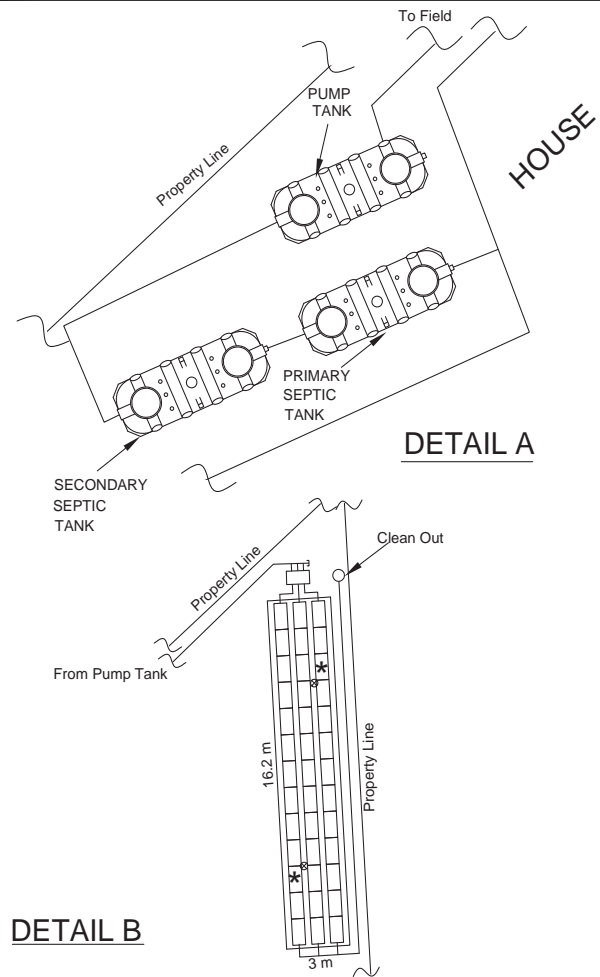 To Field
PUMP
TANK
HOUSE
Property Line
PRIMARY
SEPTIC
TANK
DETAIL A
SECONDARY
SEPTIC
TANK
Clean Out
Property Line
From Pump Tank
*
16.2 m
Property Line
*
DETAIL B
3 m